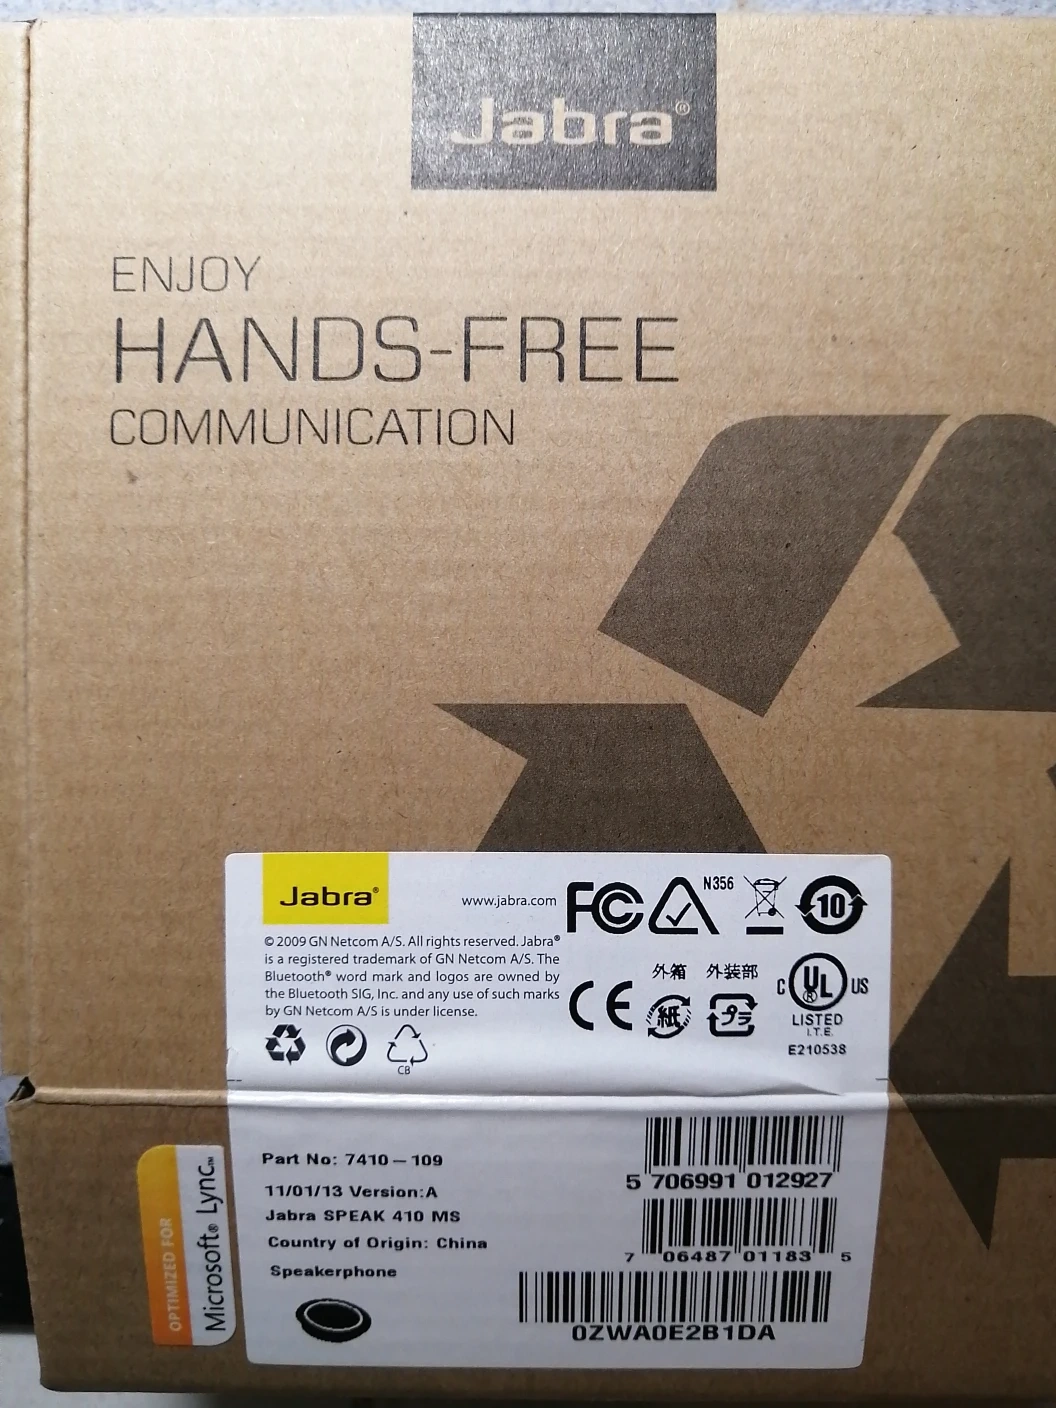 Jabra®
ENJOY
HANDS-FREE
COMMUNICATION
Jabra®
www.jabra.com
FC
N356
10
© 2009 GN Netcom A/S. All rights reserved. Jabra®
is a registered trademark of GN Netcom A/S. The
Bluetooth® word mark and logos are owned by
the Bluetooth SIG, Inc. and any use of such marks
by GN Netcom A/S is under license.
CB
CE
外箱
紙
外装部
プラ
C UL® US
LISTED
I.T.E.
E210538
Part No: 7410-109
11/01/13 Version:A
Jabra SPEAK 410 MS
Country of Origin: China
Speakerphone
5 706991 012927
7 06487 01183 5
0ZWA0E2B1DA
OPTIMIZED FOR
Microsoft® Lync™